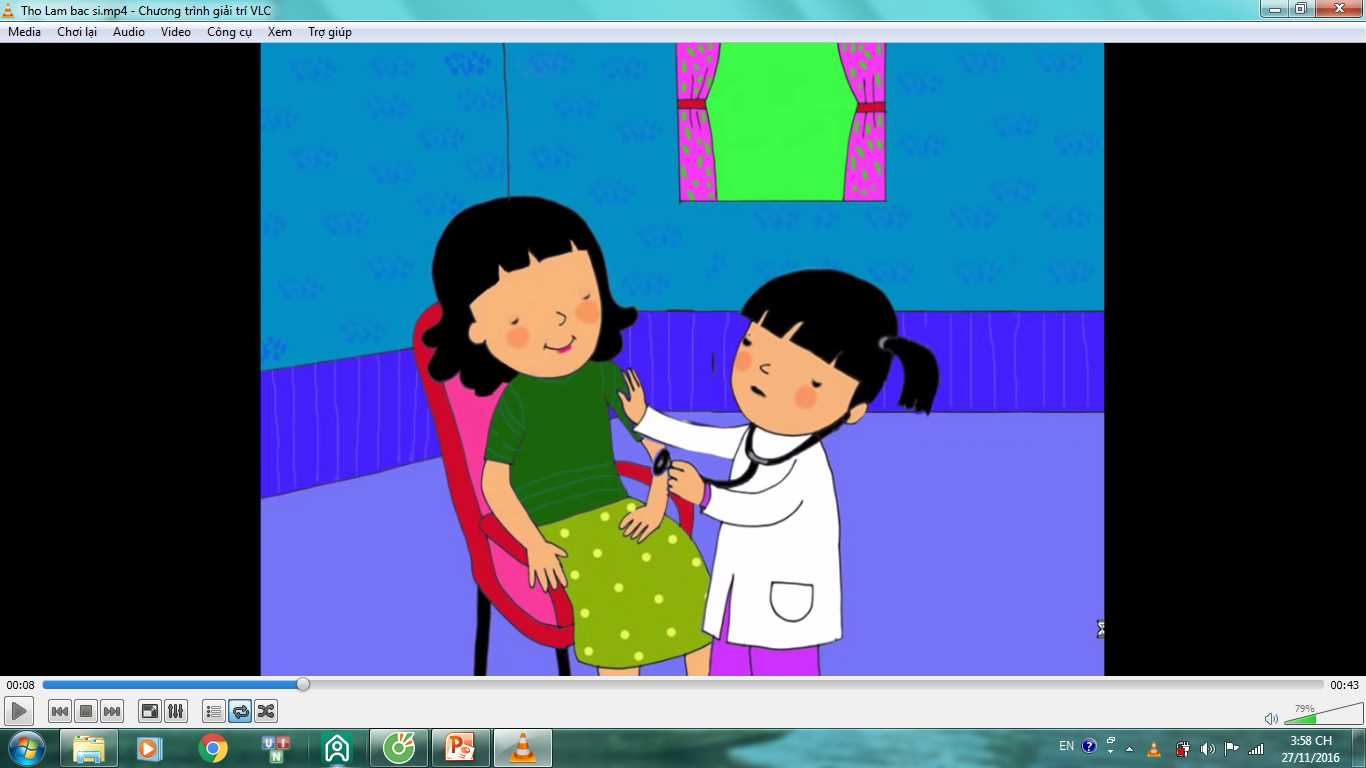 Tho Lam bac si.mp4 - Chương trình giải trí VLC
Media Chơi lại Audio Video Công cụ Xem Trợ giúp
00:08 00:43
79%
U I N
EN
3:58 CH
27/11/2016